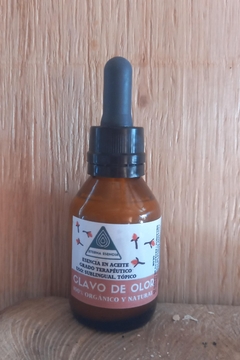 ESENCIA EN ACEITE
GRADO TERAPÉUTICO
USO SUBLINGUAL, TÓPICO
CLAVO DE OLOR
ORGÁNICO Y NATURAL